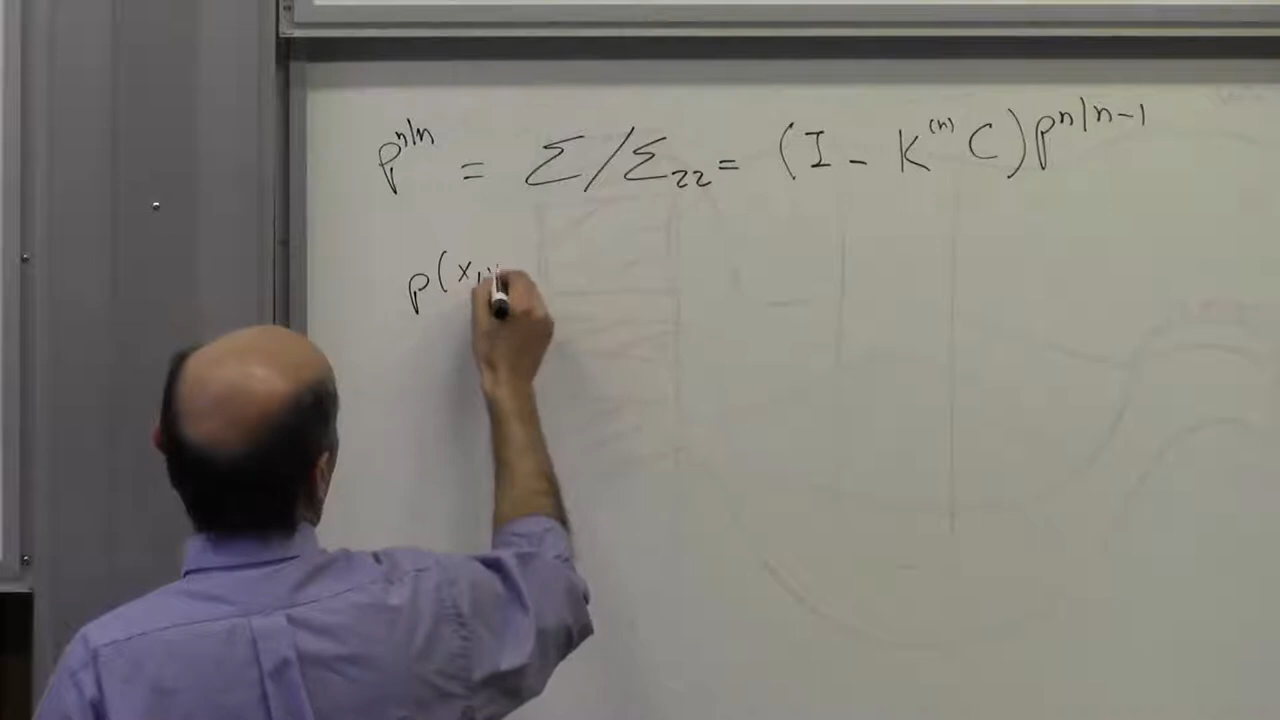 P^{n|n} = Σ/Σ_{22} = (I - K^{(n)} C) P^{n|n-1}
p(x